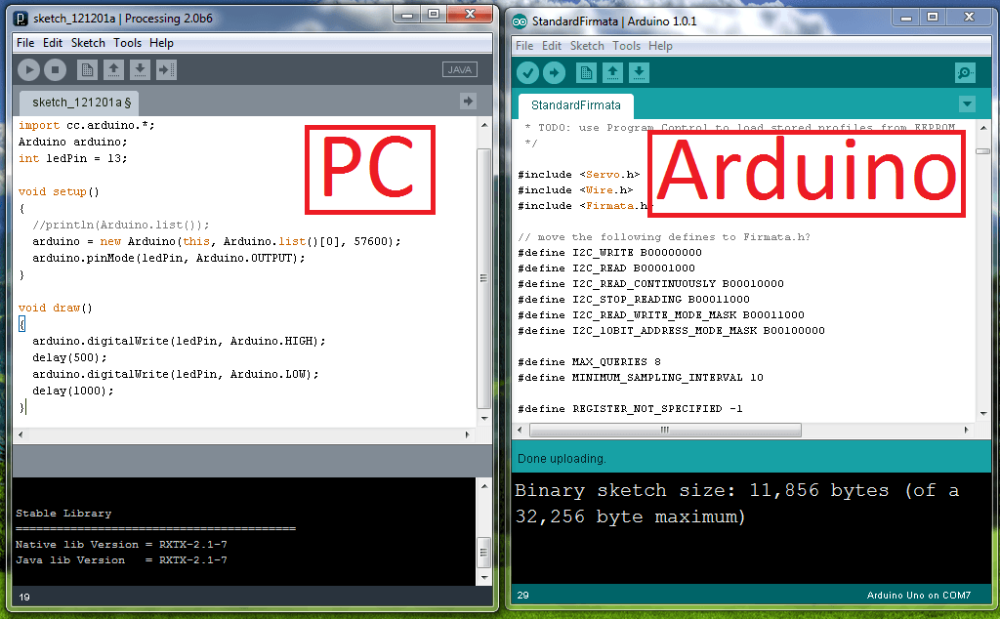 sketch_121201a | Processing 2.0b6
File Edit Sketch Tools Help
JAVA
sketch_121201a §
import cc.arduino.*;
Arduino arduino;
int ledPin = 13;
void setup()
{
//println(Arduino.list());
arduino = new Arduino(this, Arduino.list()[0], 57600);
arduino.pinMode(ledPin, Arduino.OUTPUT);
}
void draw()
{
arduino.digitalWrite(ledPin, Arduino.HIGH);
delay(500);
arduino.digitalWrite(ledPin, Arduino.LOW);
delay(1000);
}
PC
Stable Library
=========================================
Native lib Version = RXTX-2.1-7
Java lib Version   = RXTX-2.1-7
19
StandardFirmata | Arduino 1.0.1
File Edit Sketch Tools Help
StandardFirmata
* TODO: use Program Control to load stored profiles from EEPROM
*/
#include <Servo.h>
#include <Wire.h>
#include <Firmata.h>
Arduino
// move the following defines to Firmata.h?
#define I2C_WRITE B00000000
#define I2C_READ B00001000
#define I2C_READ_CONTINUOUSLY B00010000
#define I2C_STOP_READING B00011000
#define I2C_READ_WRITE_MODE_MASK B00011000
#define I2C_10BIT_ADDRESS_MODE_MASK B00100000
#define MAX_QUERIES 8
#define MINIMUM_SAMPLING_INTERVAL 10
#define REGISTER_NOT_SPECIFIED -1
Done uploading.
Binary sketch size: 11,856 bytes (of a
32,256 byte maximum)
29
Arduino Uno on COM7